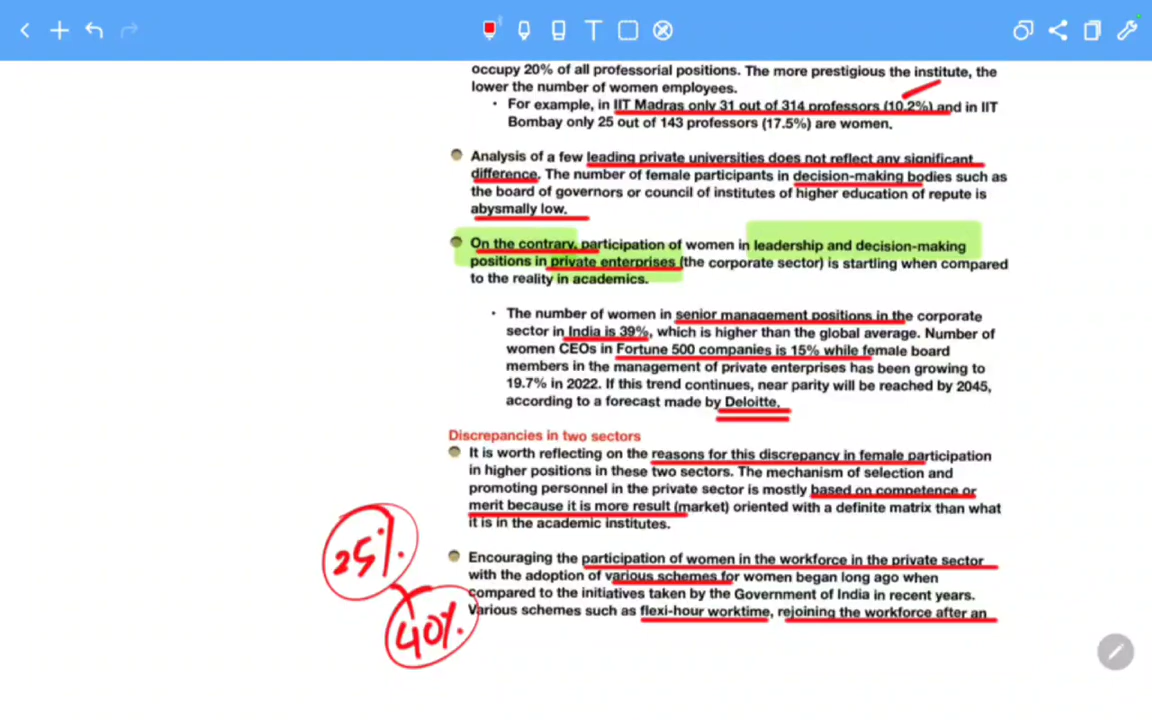 occupy 20% of all professorial positions. The more prestigious the institute, the
lower the number of women employees.
• For example, in IIT Madras only 31 out of 314 professors (10.2%) and in IIT
Bombay only 25 out of 143 professors (17.5%) are women.
Analysis of a few leading private universities does not reflect any significant
difference. The number of female participants in decision-making bodies such as
the board of governors or council of institutes of higher education of repute is
abysmally low.
On the contrary, participation of women in leadership and decision-making
positions in private enterprises (the corporate sector) is startling when compared
to the reality in academics.
• The number of women in senior management positions in the corporate
sector in India is 39%, which is higher than the global average. Number of
women CEOs in Fortune 500 companies is 15% while female board
members in the management of private enterprises has been growing to
19.7% in 2022. If this trend continues, near parity will be reached by 2045,
according to a forecast made by Deloitte.
Discrepancies in two sectors
It is worth reflecting on the reasons for this discrepancy in female participation
in higher positions in these two sectors. The mechanism of selection and
promoting personnel in the private sector is mostly based on competence or
merit because it is more result (market) oriented with a definite matrix than what
it is in the academic institutes.
Encouraging the participation of women in the workforce in the private sector
with the adoption of various schemes for women began long ago when
compared to the initiatives taken by the Government of India in recent years.
Various schemes such as flexi-hour worktime, rejoining the workforce after an
25%.
40%.